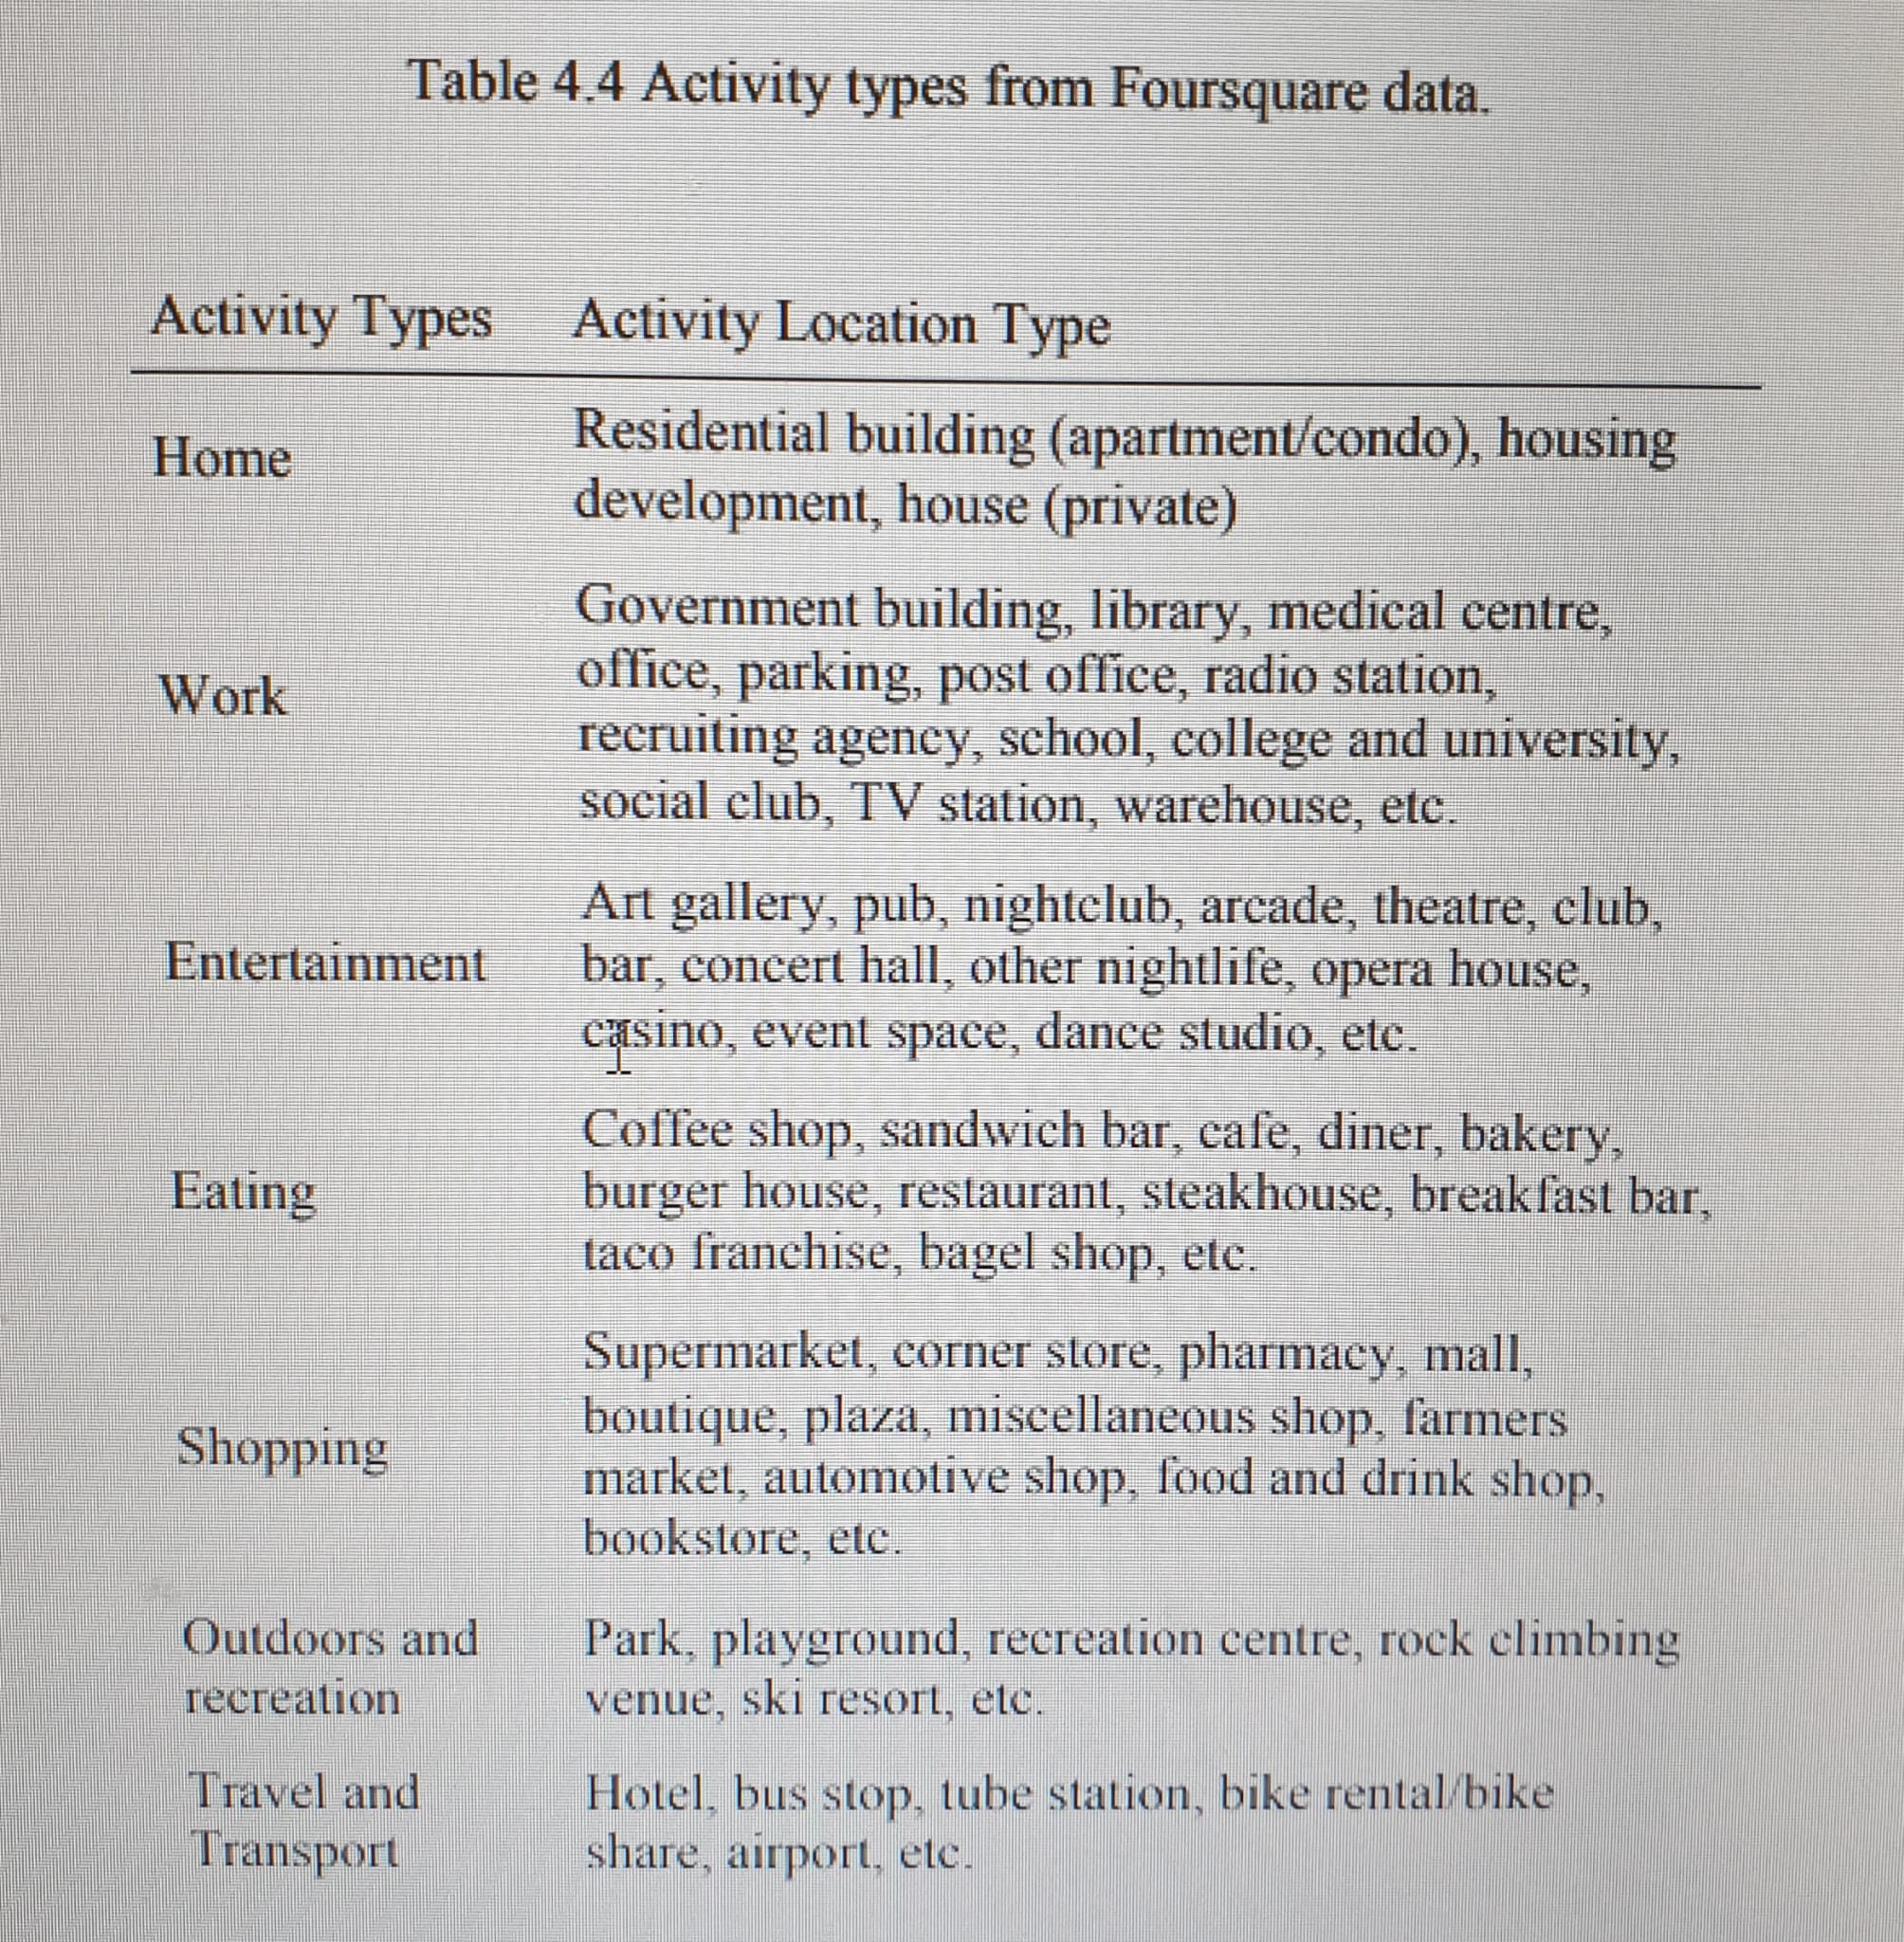 Table 4.4 Activity types from Foursquare data.
Activity Types Activity Location Type
Home
Residential building (apartment/condo), housing
development, house (private)
Work
Government building, library, medical centre,
office, parking, post office, radio station,
recruiting agency, school, college and university,
social club, TV station, warehouse, etc.
Entertainment
Art gallery, pub, nightclub, arcade, theatre, club,
bar, concert hall, other nightlife, opera house,
casino, event space, dance studio, etc.
Eating
Coffee shop, sandwich bar, cafe, diner, bakery,
burger house, restaurant, steakhouse, breakfast bar,
taco franchise, bagel shop, etc.
Shopping
Supermarket, corner store, pharmacy, mall,
boutique, plaza, miscellaneous shop, farmers
market, automotive shop, food and drink shop,
bookstore, etc.
Outdoors and
recreation
Park, playground, recreation centre, rock climbing
venue, ski resort, etc.
Travel and
Transport
Hotel, bus stop, tube station, bike rental/bike
share, airport, etc.